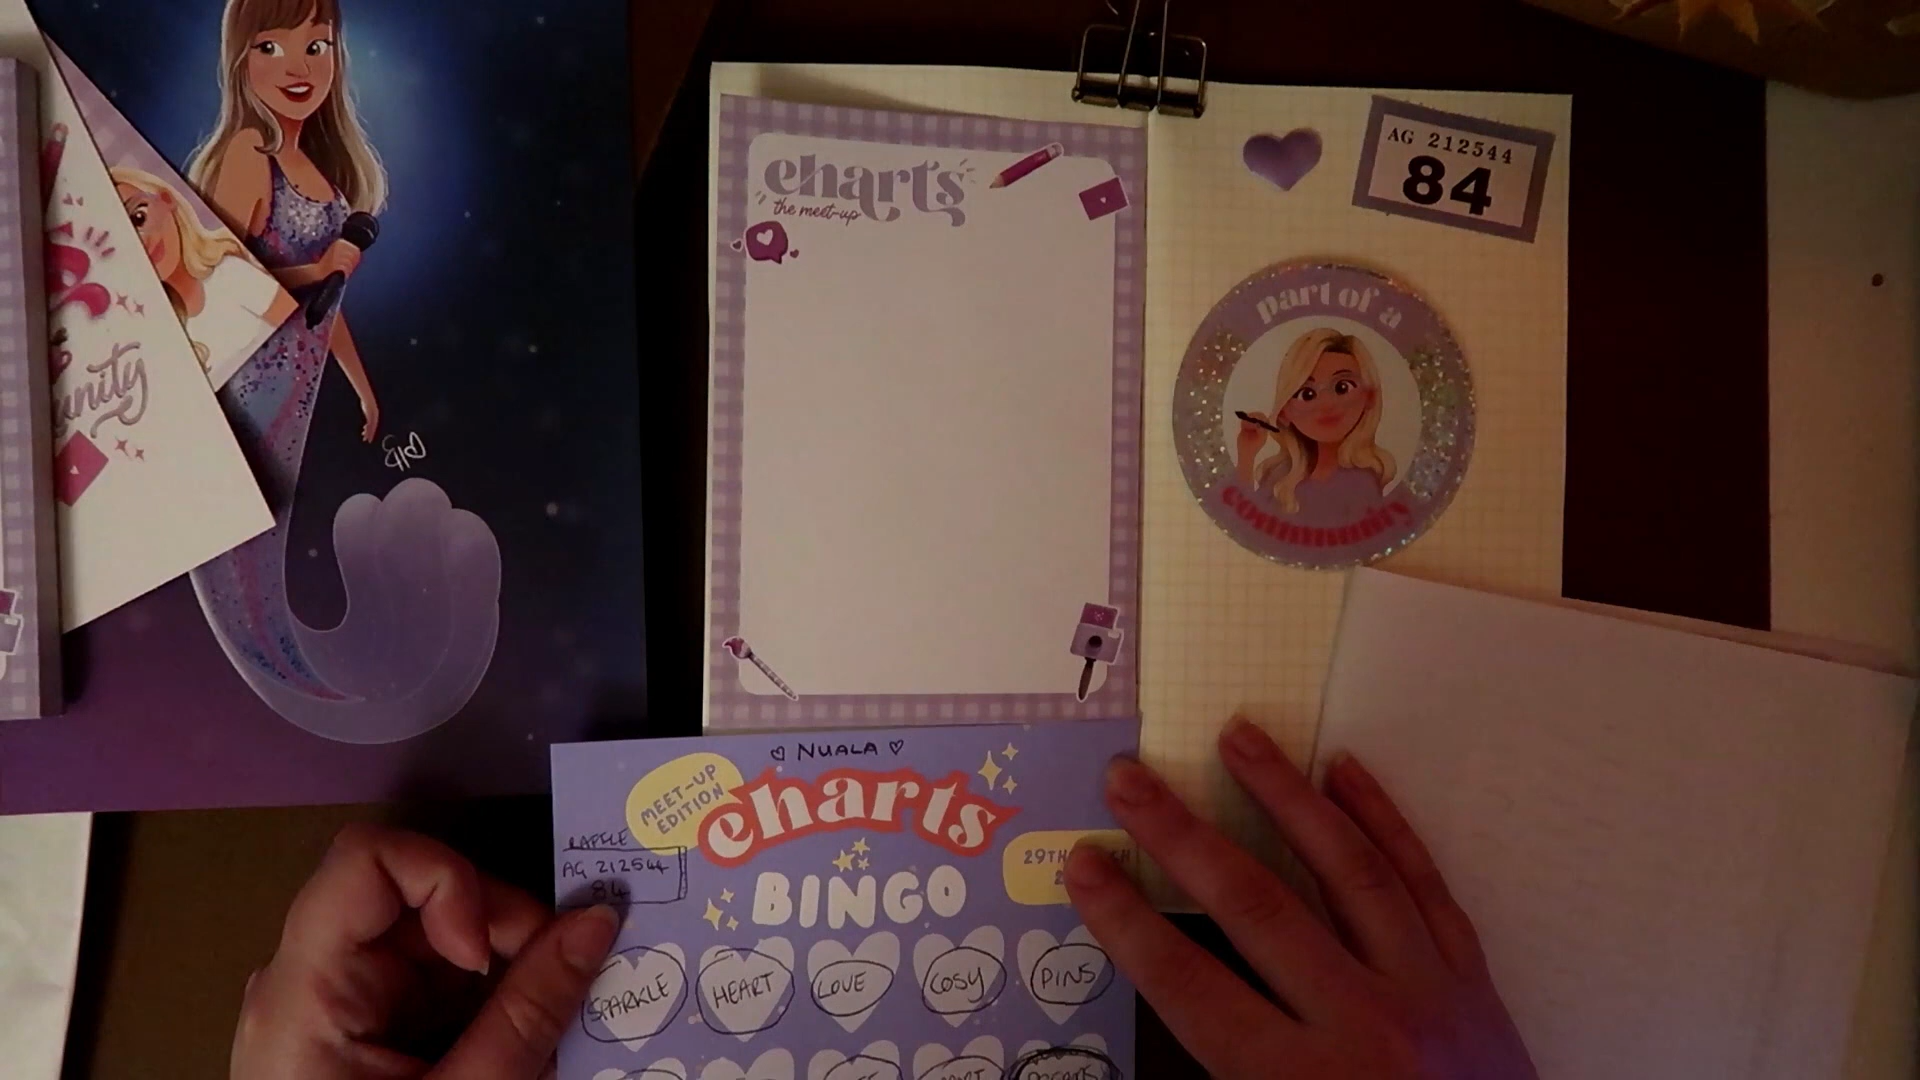 unity
charts
the meet-up
AG 212544
84
part of a
community
♡ NUALA ♡
MEET-UP
EDITION
charts
RAFFLE
AG 212544
84
29TH
BINGO
SPARKLE HEART LOVE COSY PINS